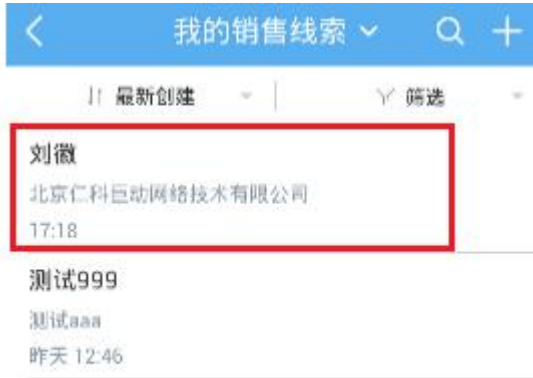 我的销售线索
最新创建 筛选
刘徽
北京仁科巨动网络技术有限公司
17:18
测试999
测试aaa
昨天 12:46